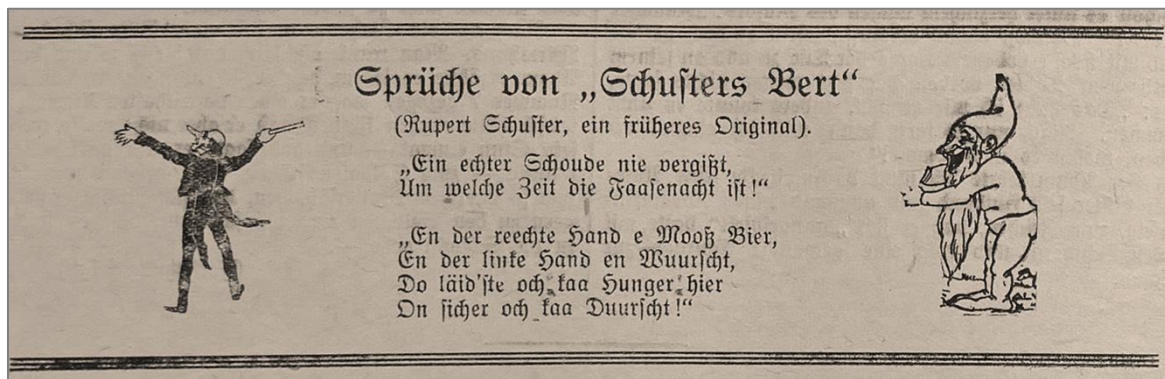 Sprüche von „Schusters Bert“
(Rupert Schuster, ein früheres Original).
„Ein echter Schoude nie vergißt,
Um welche Zeit die Faasenacht ist!“
„En der reechte Hand e Mooß Bier,
En der linke Hand en Wuurscht,
Do läid'ste och kaa Hunger hier
On sicher och kaa Duurscht!“